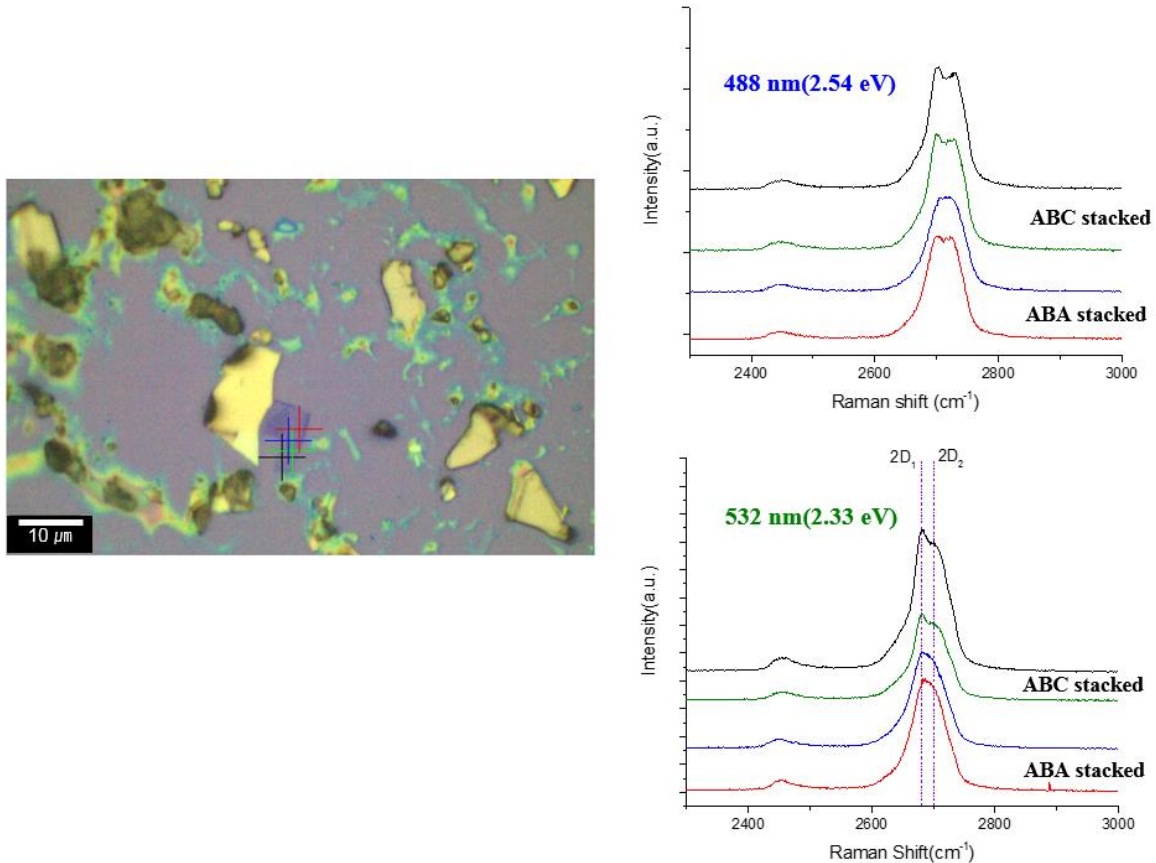 10 μm
488 nm(2.54 eV)
Intensity(a.u.)
ABC stacked
ABA stacked
2400 2600 2800 3000
Raman shift (cm⁻¹)
2D₁ 2D₂
532 nm(2.33 eV)
Intensity(a.u.)
ABC stacked
ABA stacked
2400 2600 2800 3000
Raman Shift(cm⁻¹)